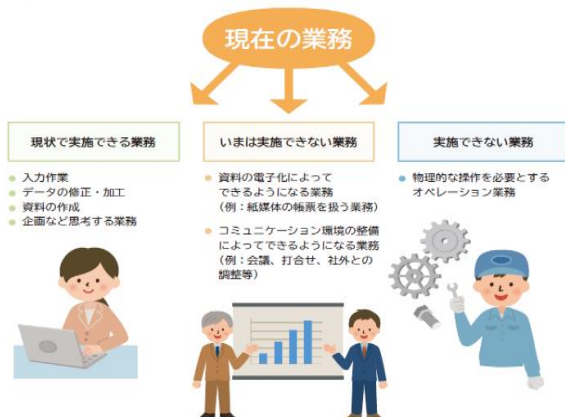 現在の業務
現状で実施できる業務
● 入力作業
● データの修正・加工
● 資料の作成
● 企画など思考する業務
いまは実施できない業務
● 資料の電子化によって
できるようになる業務
（例：紙媒体の帳票を扱う業務）
● コミュニケーション環境の整備
によってできるようになる業務
（例：会議、打合せ、社外との
調整等）
実施できない業務
● 物理的な操作を必要とする
オペレーション業務